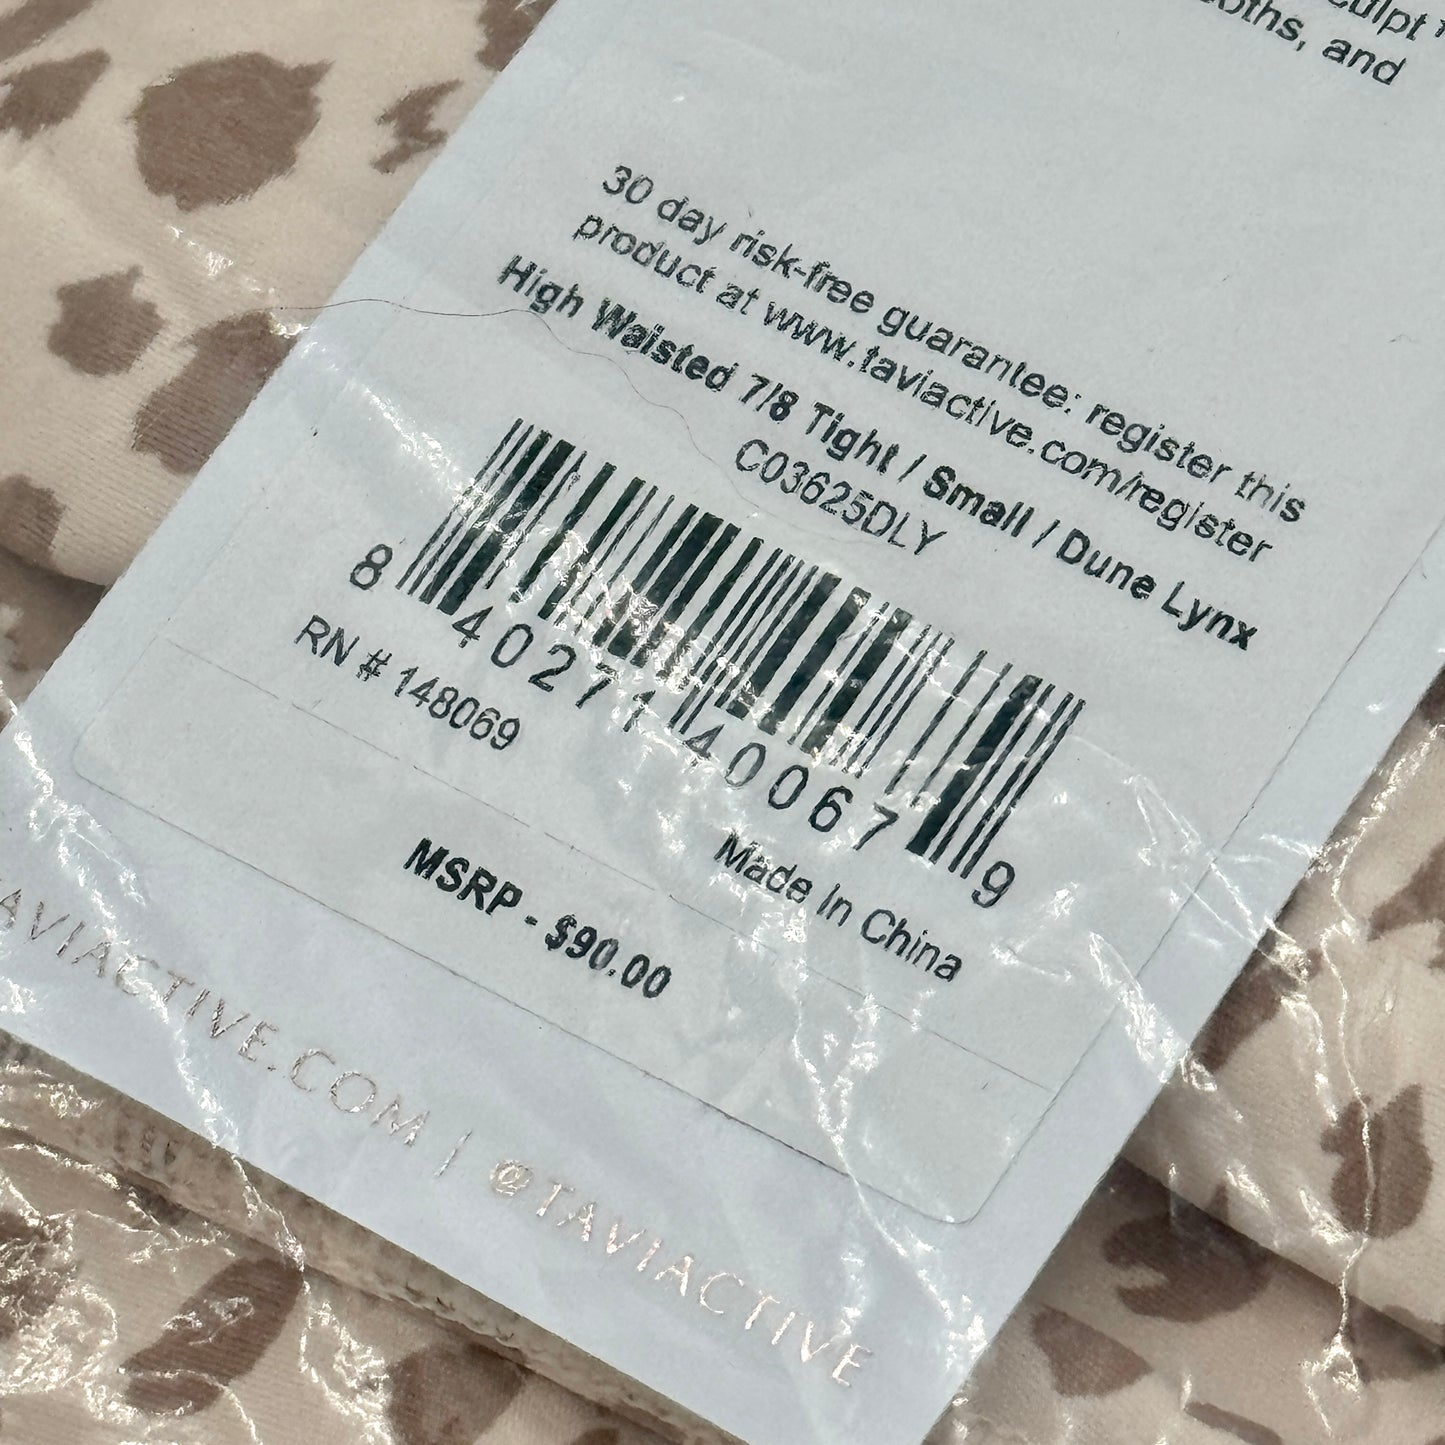 and
30 day risk-free guarantee: register this
product at www.taviactive.com/register
High Waisted 7/8 Tight / Small / Dune Lynx
C03625DLY
8 40271 40067 9
RN # 148069
Made In China
MSRP - $90.00
TAVIACTIVE.COM | @TAVIACTIVE